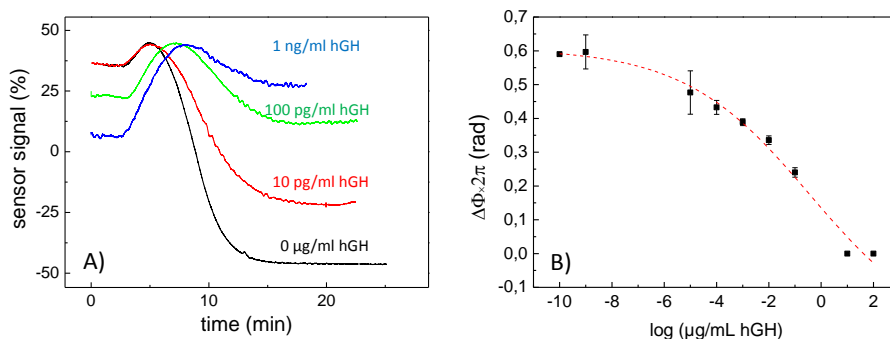 50
25
0
-25
-50
sensor signal (%)
1 ng/ml hGH
100 pg/ml hGH
10 pg/ml hGH
0 µg/ml hGH
A)
0
10
20
time (min)
0,8
0,7
0,6
0,5
0,4
0,3
0,2
0,1
0,0
0,1
ΔΦ×2π (rad)
B)
-10
-8
-6
-4
-2
0
2
log (µg/mL hGH)